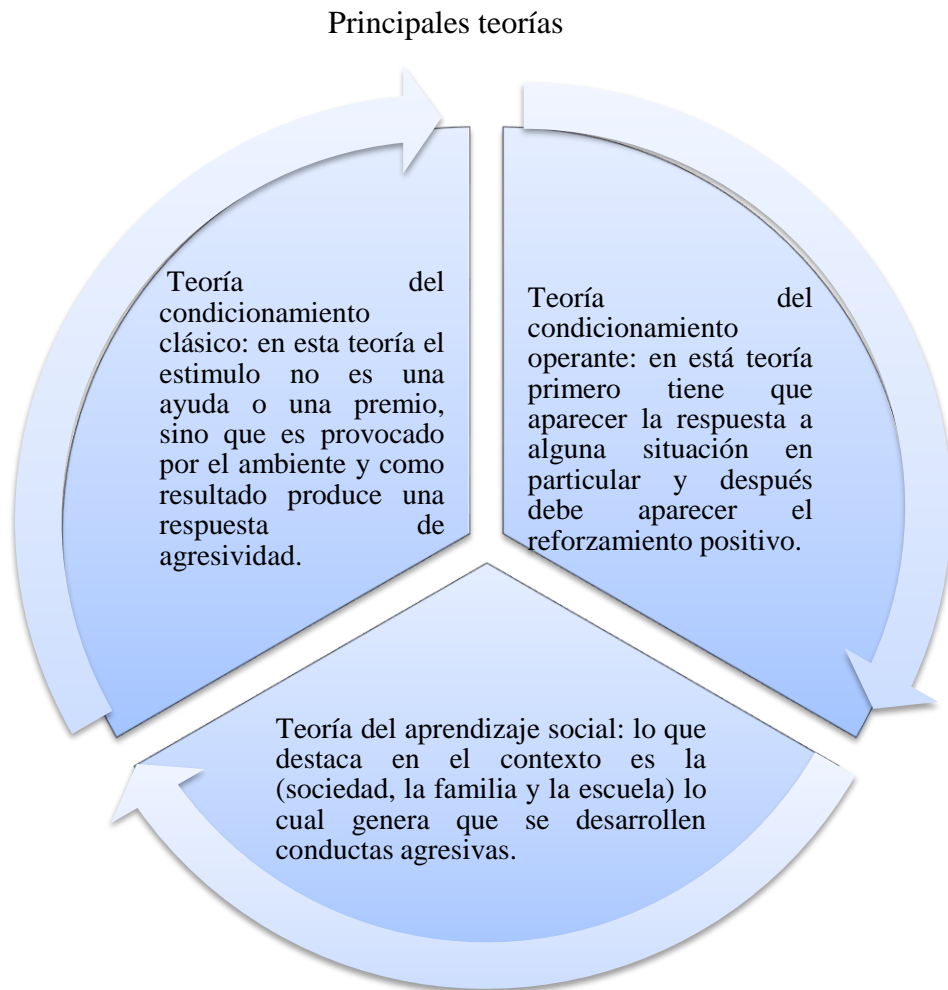 Principales teorías
Teoría del
condicionamiento
clásico: en esta teoría el
estimulo no es una
ayuda o una premio,
sino que es provocado
por el ambiente y como
resultado produce una
respuesta de
agresividad.
Teoría del
condicionamiento
operante: en está teoría
primero tiene que
aparecer la respuesta a
alguna situación en
particular y después
debe aparecer el
reforzamiento positivo.
Teoría del aprendizaje social: lo que
destaca en el contexto es la
(sociedad, la familia y la escuela) lo
cual genera que se desarrollen
conductas agresivas.